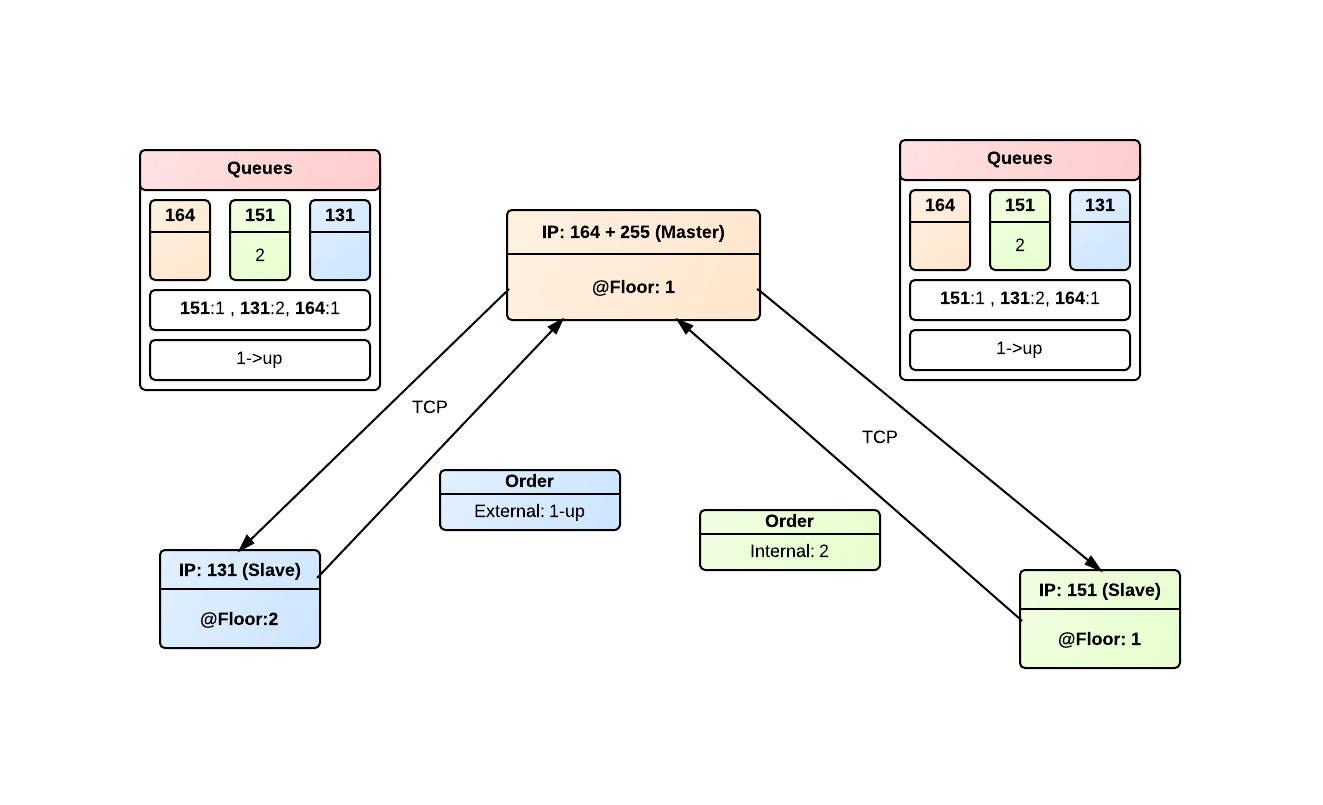 Queues
164 151 131
2
151:1 , 131:2, 164:1
1->up
IP: 164 + 255 (Master)
@Floor: 1
Queues
164 151 131
2
151:1 , 131:2, 164:1
1->up
TCP
TCP
Order
External: 1-up
Order
Internal: 2
IP: 131 (Slave)
@Floor:2
IP: 151 (Slave)
@Floor: 1